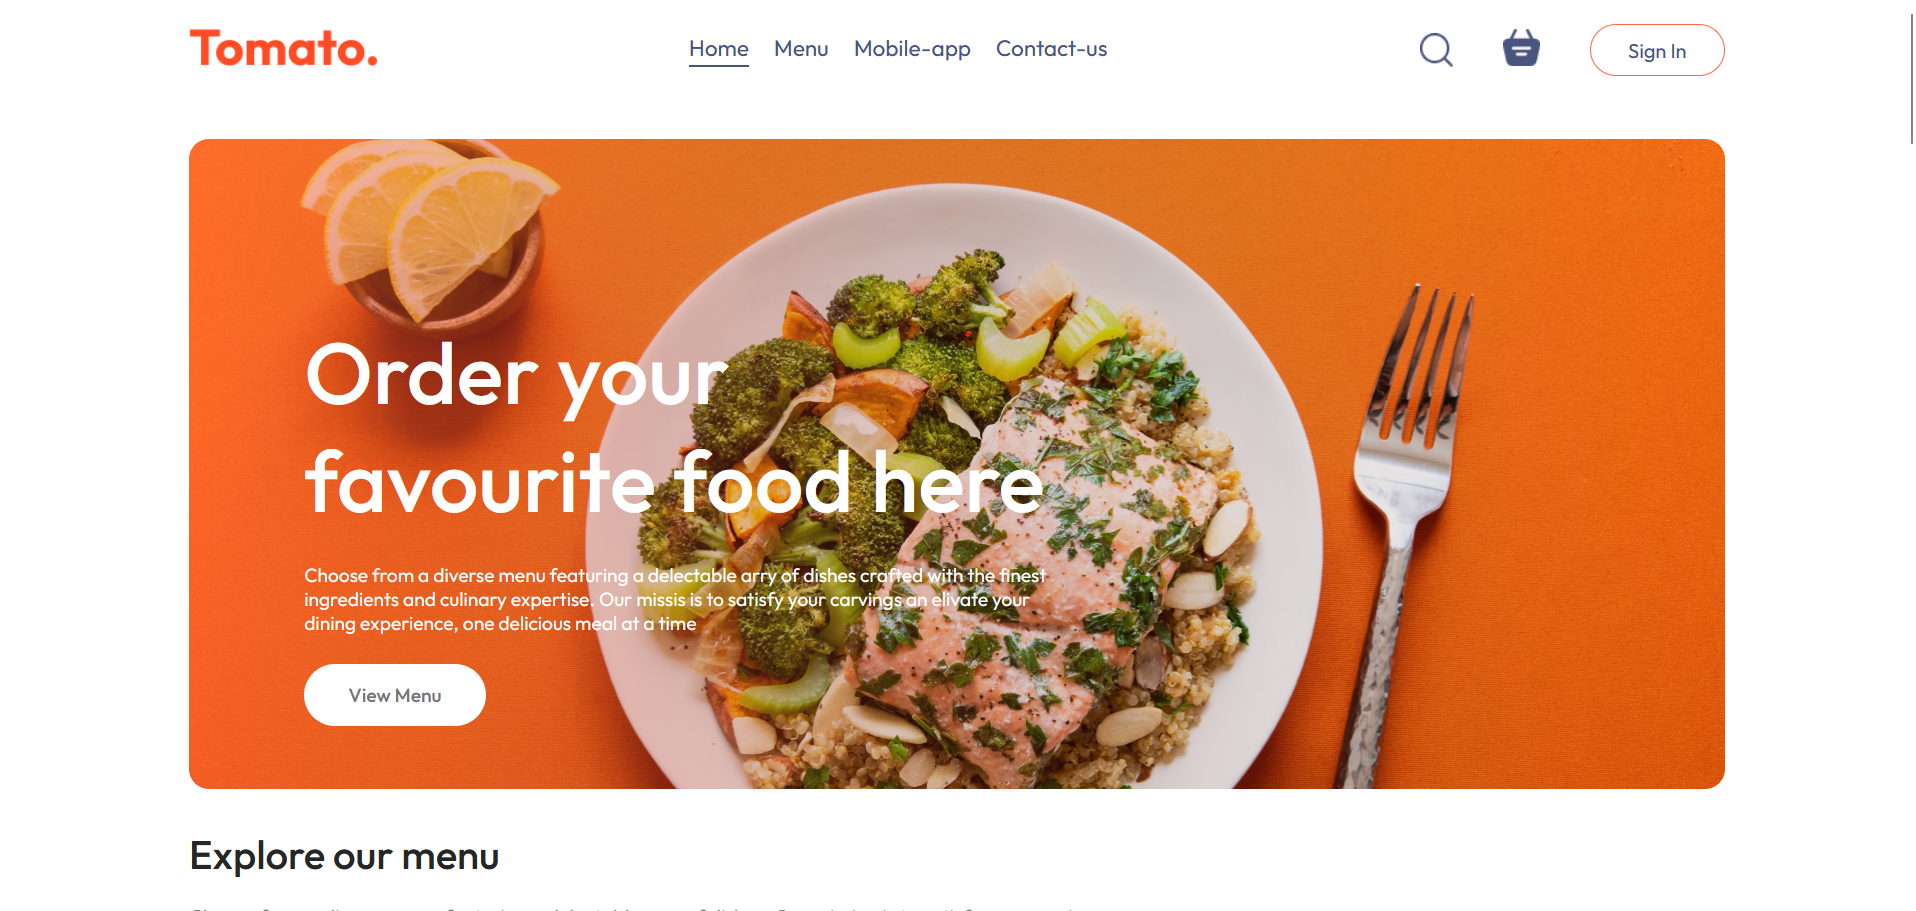 Tomato.
Home Menu Mobile-app Contact-us
Sign In
Order your
favourite food here
Choose from a diverse menu featuring a delectable arry of dishes crafted with the finest
ingredients and culinary expertise. Our missis is to satisfy your carvings an elivate your
dining experience, one delicious meal at a time
View Menu
Explore our menu